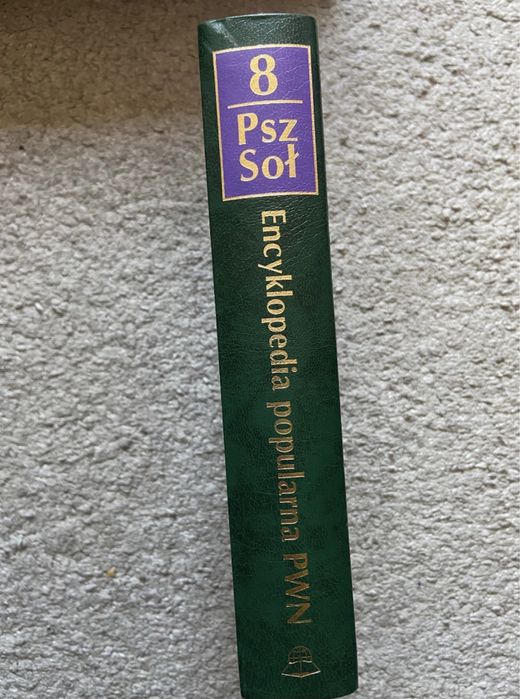 8
Psz
Soł
Encyklopedia popularna PWN